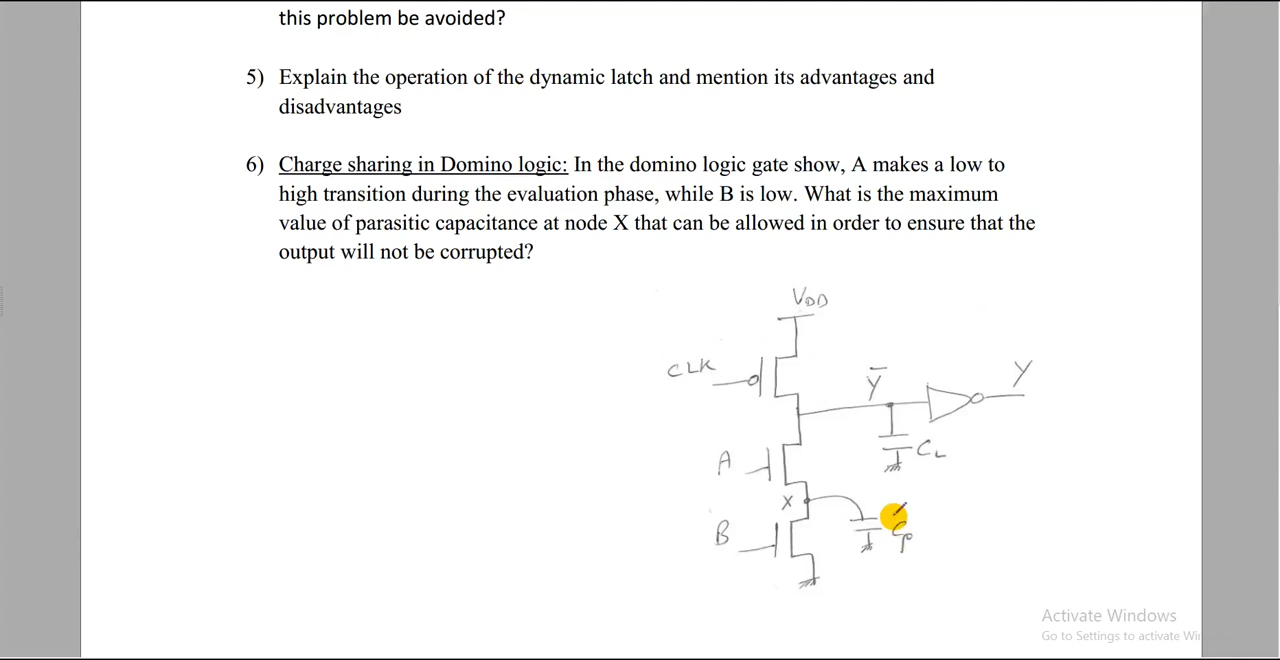 this problem be avoided?
5) Explain the operation of the dynamic latch and mention its advantages and
disadvantages
6) Charge sharing in Domino logic: In the domino logic gate show, A makes a low to
high transition during the evaluation phase, while B is low. What is the maximum
value of parasitic capacitance at node X that can be allowed in order to ensure that the
output will not be corrupted?
VDD
CLK
Y̅
Y
CL
A
X
B
Cp
Activate Windows
Go to Settings to activate Wi